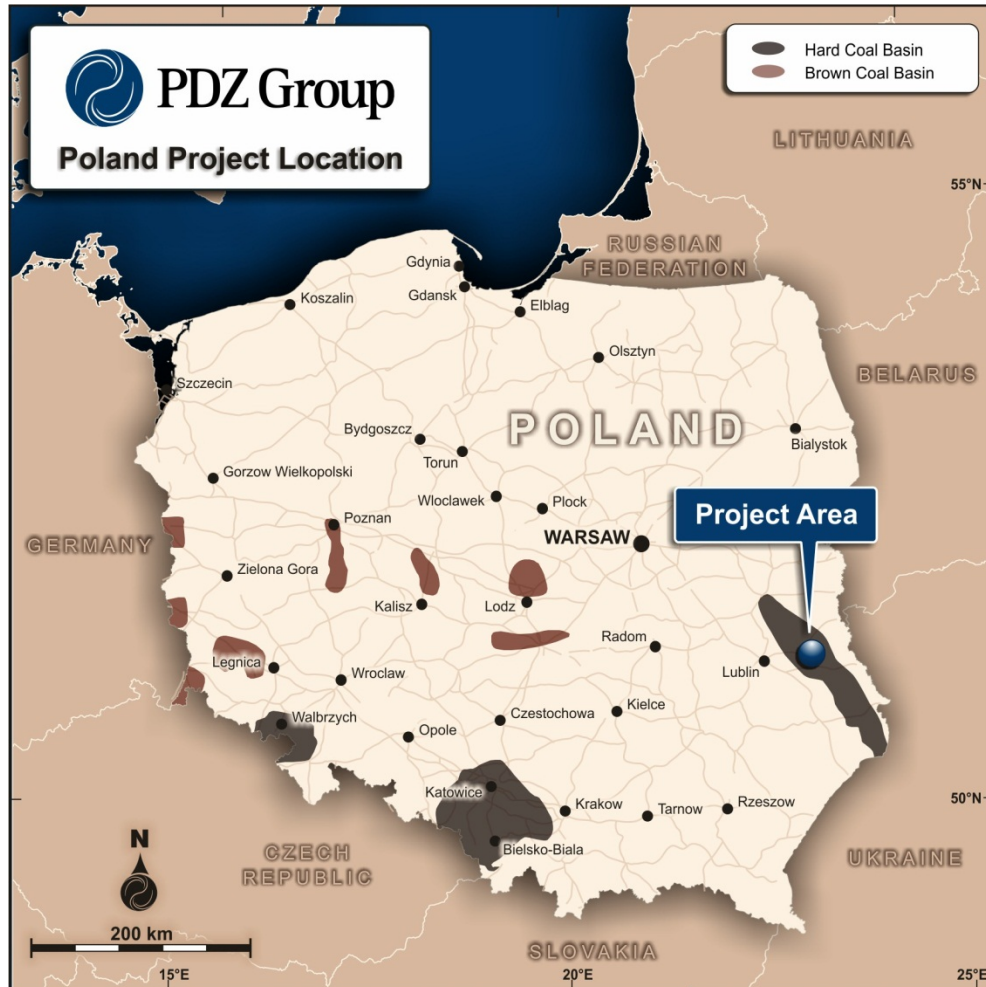 PDZ Group
Poland Project Location
Hard Coal Basin
Brown Coal Basin
LITHUANIA
55°N
RUSSIAN
FEDERATION
Gdynia
Gdansk
Koszalin
Elblag
Olsztyn
BELARUS
Szczecin
POLAND
Bydgoszcz
Bialystok
Torun
Gorzow Wielkopolski
Wloclawek
Plock
Project Area
Poznan
WARSAW
GERMANY
Zielona Gora
Kalisz
Lodz
Radom
Legnica
Lublin
Wroclaw
Walbrzych
Czestochowa
Kielce
Opole
Katowice
Krakow
Tarnow
Rzeszow
50°N
N
Bielsko-Biala
CZECH
REPUBLIC
UKRAINE
200 km
SLOVAKIA
15°E
20°E
25°E